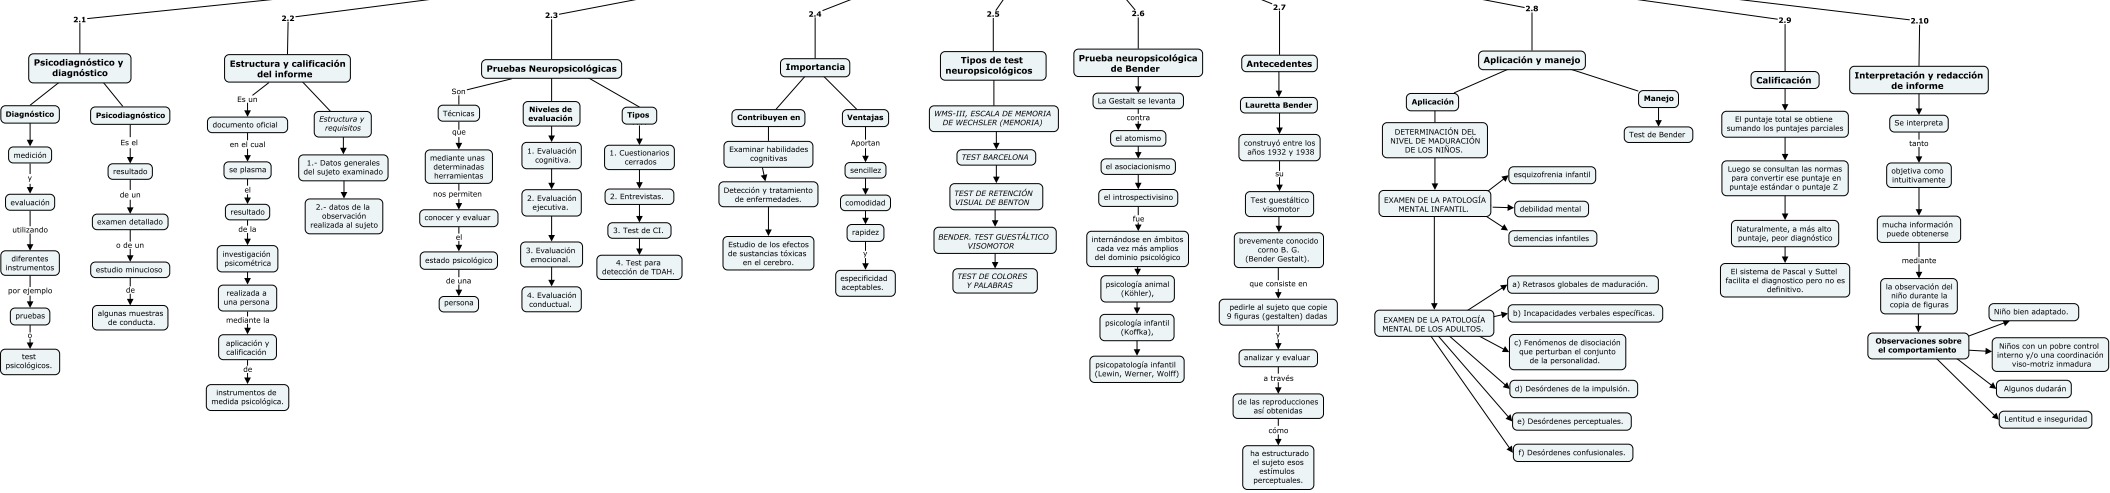 2.1
Psicodiagnóstico y
diagnóstico
Diagnóstico
medición
y
evaluación
utilizando
diferentes
instrumentos
por ejemplo
pruebas
o
test
psicológicos.
Psicodiagnóstico
Es el
resultado
de un
examen detallado
o de un
estudio minucioso
de
algunas muestras
de conducta.
2.2
Estructura y calificación
del informe
Es un
documento oficial
en el cual
se plasma
el
resultado
de la
investigación
psicométrica
realizada a
una persona
mediante la
aplicación y
calificación
de
instrumentos de
medida psicológica.
Estructura y
requisitos
1.- Datos generales
del sujeto examinado
2.- datos de la
observación
realizada al sujeto
2.3
Pruebas Neuropsicológicas
Son
Técnicas
que
mediante unas
determinadas
herramientas
nos permiten
conocer y evaluar
el
estado psicológico
de una
persona
Niveles de
evaluación
1. Evaluación
cognitiva.
2. Evaluación
ejecutiva.
3. Evaluación
emocional.
4. Evaluación
conductual.
Tipos
1. Cuestionarios
cerrados
2. Entrevistas.
3. Test de CI.
4. Test para
detección de TDAH.
2.4
Importancia
Contribuyen en
Examinar habilidades
cognitivas
Detección y tratamiento
de enfermedades.
Estudio de los efectos
de sustancias tóxicas
en el cerebro.
Ventajas
Aportan
sencillez
y
comodidad
rapidez
y
especificidad
aceptables.
2.5
Tipos de test
neuropsicológicos
WMS-III, ESCALA DE MEMORIA
DE WECHSLER (MEMORIA)
TEST BARCELONA
TEST DE RETENCIÓN
VISUAL DE BENTON
BENDER. TEST GUESTÁLTICO
VISOMOTOR
TEST DE COLORES
Y PALABRAS
2.6
Prueba neuropsicológica
de Bender
La Gestalt se levanta
contra
el atomismo
el asociacionismo
el introspectivisino
fue
internándose en ámbitos
cada vez más amplios
del dominio psicológico
psicología animal
(Köhler),
psicología infantil
(Koffka),
psicopatología infantil
(Lewin, Werner, Wolff)
2.7
Antecedentes
Lauretta Bender
construyó entre los
años 1932 y 1938
su
Test guestáltico
visomotor
brevemente conocido
corno B. G.
(Bender Gestalt).
que consiste en
pedirle al sujeto que copie
9 figuras (gestalten) dadas
y
analizar y evaluar
a través
de las reproducciones
así obtenidas
cómo
ha estructurado
el sujeto esos
estímulos
perceptuales.
2.8
Aplicación y manejo
Aplicación
DETERMINACIÓN DEL
NIVEL DE MADURACIÓN
DE LOS NIÑOS.
EXAMEN DE LA PATOLOGÍA
MENTAL INFANTIL.
esquizofrenia infantil
debilidad mental
demencias infantiles
EXAMEN DE LA PATOLOGÍA
MENTAL DE LOS ADULTOS.
a) Retrasos globales de maduración.
b) Incapacidades verbales específicas.
c) Fenómenos de disociación
que perturban el conjunto
de la personalidad.
d) Desórdenes de la impulsión.
e) Desórdenes perceptuales.
f) Desórdenes confusionales.
Manejo
Test de Bender
2.9
Calificación
El puntaje total se obtiene
sumando los puntajes parciales
Luego se consultan las normas
para convertir ese puntaje en
puntaje estándar o puntaje Z
Naturalmente, a más alto
puntaje, peor diagnóstico
El sistema de Pascal y Suttel
facilita el diagnostico pero no es
definitivo.
2.10
Interpretación y redacción
de informe
Se interpreta
tanto
objetiva como
intuitivamente
mucha información
puede obtenerse
mediante
la observación del
niño durante la
copia de figuras
Observaciones sobre
el comportamiento
Niño bien adaptado.
Niños con un pobre control
interno y/o una coordinación
viso-motriz inmadura
Algunos dudarán
Lentitud e inseguridad